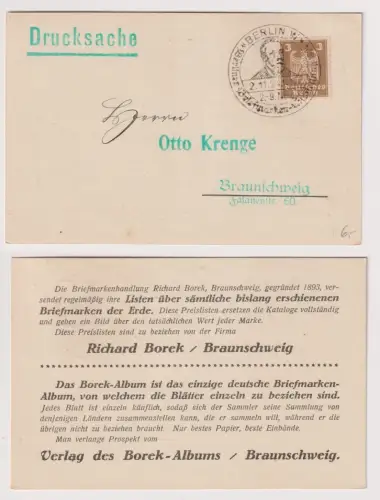 Drucksache
BERLIN W
3 3
Herrn
Otto Krenge
Braunschweig
6.-
Die Briefmarkenhandlung Richard Borek, Braunschweig, gegründet 1893, ver-
sendet regelmäßig ihre Listen über sämtliche bislang erschienenen
Briefmarken der Erde. Diese Preislisten ersetzen die Kataloge vollständig
und geben ein Bild über den tatsächlichen Wert jeder Marke.
Diese Preislisten sind zu beziehen von der Firma
Richard Borek / Braunschweig
Das Borek-Album ist das einzige deutsche Briefmarken-
Album, von welchem die Blätter einzeln zu beziehen sind.
Jedes Blatt ist einzeln käuflich, sodaß sich der Sammler seine Sammlung von
denjenigen Ländern zusammenstellen kann, die er sammeln will, während er die
übrigen nicht zu bezahlen braucht. Nur bestes Papier, beste Einbände.
Man verlange Prospekt vom
Verlag des Borek-Albums / Braunschweig.